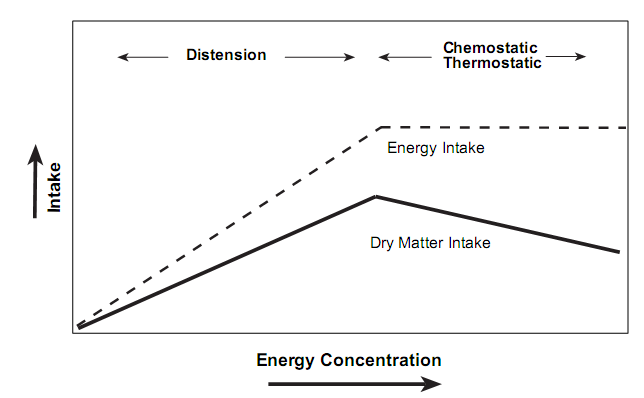 Distension
Chemostatic
Thermostatic
Energy Intake
Intake
Dry Matter Intake
Energy Concentration